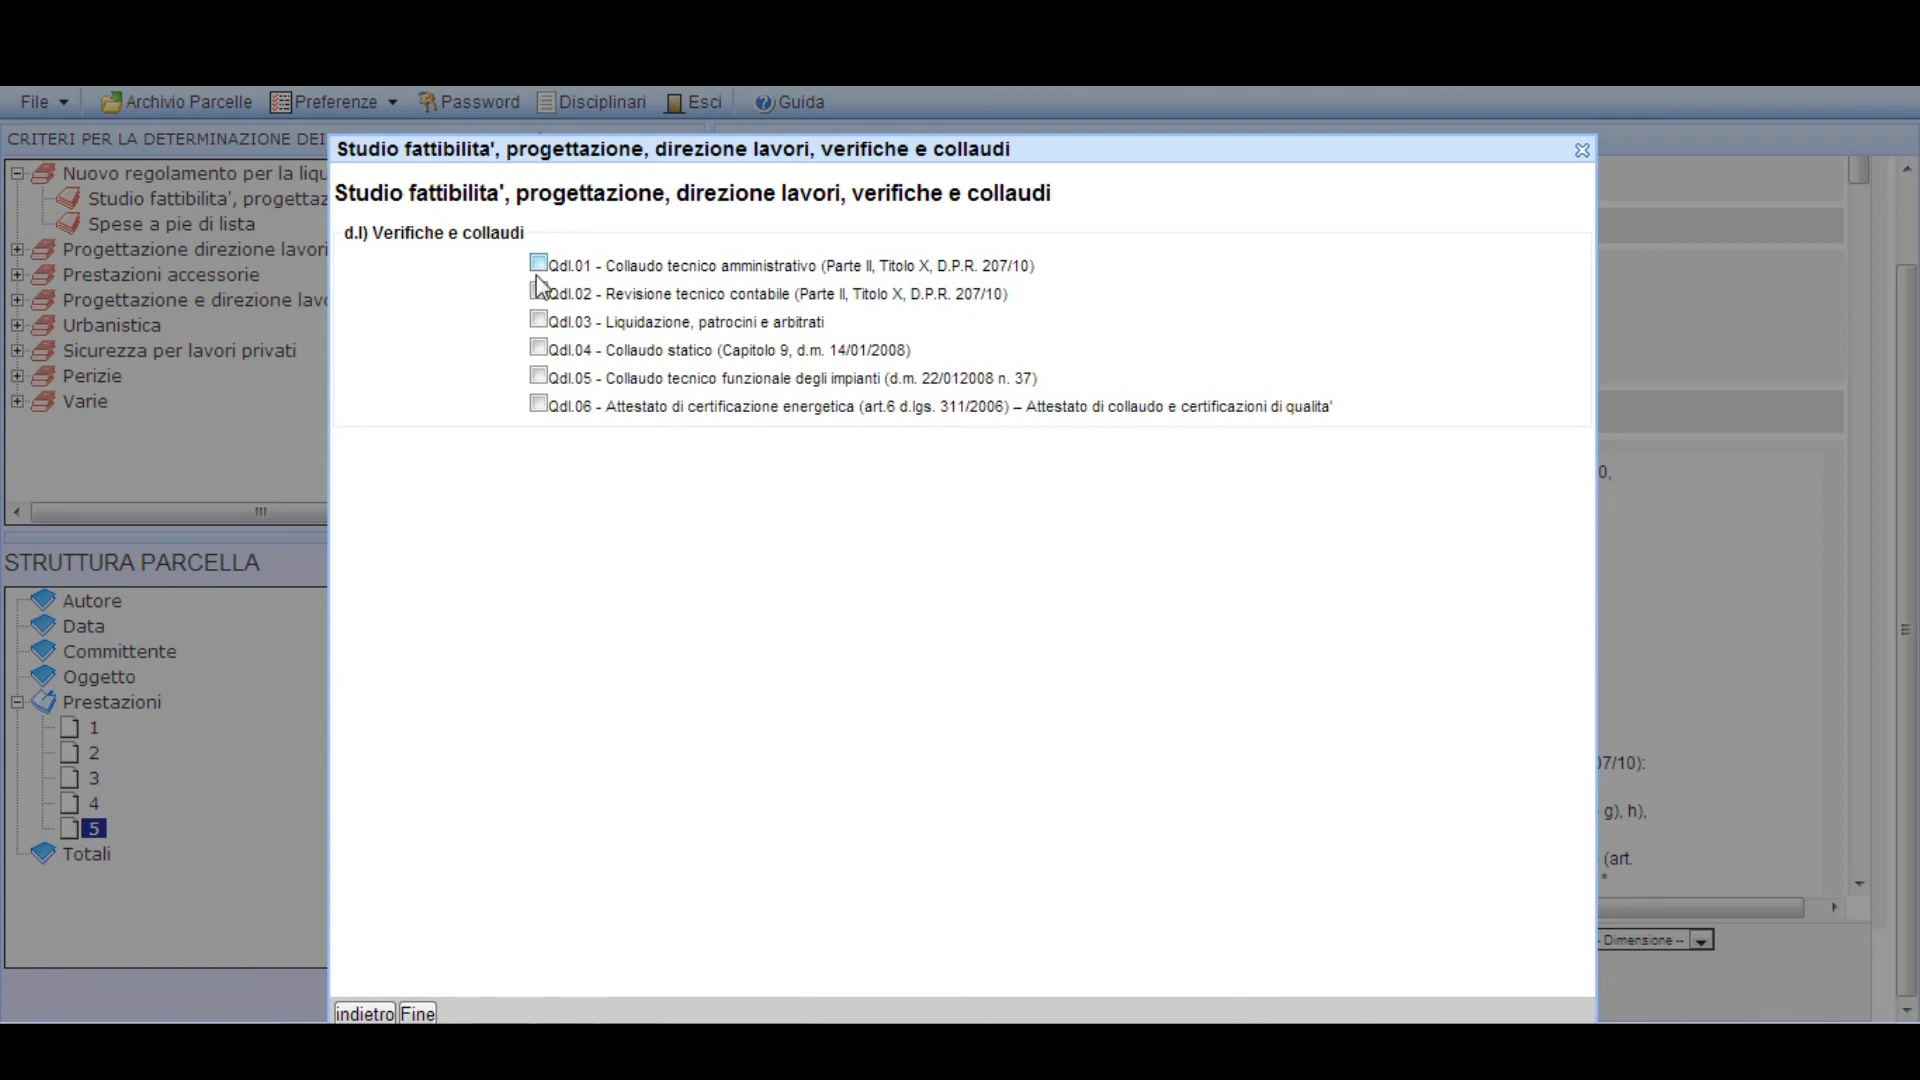 File Archivio Parcelle Preferenze Password Disciplinari Esci Guida
CRITERI PER LA DETERMINAZIONE DEI
Nuovo regolamento per la liqu
Studio fattibilita', progettaz
Spese a pie di lista
Progettazione direzione lavori
Prestazioni accessorie
Progettazione e direzione lavo
Urbanistica
Sicurezza per lavori privati
Perizie
Varie
STRUTTURA PARCELLA
Autore
Data
Committente
Oggetto
Prestazioni
1
2
3
4
5
Totali
Studio fattibilita', progettazione, direzione lavori, verifiche e collaudi
Studio fattibilita', progettazione, direzione lavori, verifiche e collaudi
d.I) Verifiche e collaudi
QdI.01 - Collaudo tecnico amministrativo (Parte II, Titolo X, D.P.R. 207/10)
QdI.02 - Revisione tecnico contabile (Parte II, Titolo X, D.P.R. 207/10)
QdI.03 - Liquidazione, patrocini e arbitrati
QdI.04 - Collaudo statico (Capitolo 9, d.m. 14/01/2008)
QdI.05 - Collaudo tecnico funzionale degli impianti (d.m. 22/012008 n. 37)
QdI.06 - Attestato di certificazione energetica (art.6 d.lgs. 311/2006) – Attestato di collaudo e certificazioni di qualita'
indietro Fine
0,
07/10):
g), h),
(art.
*
- Dimensione --